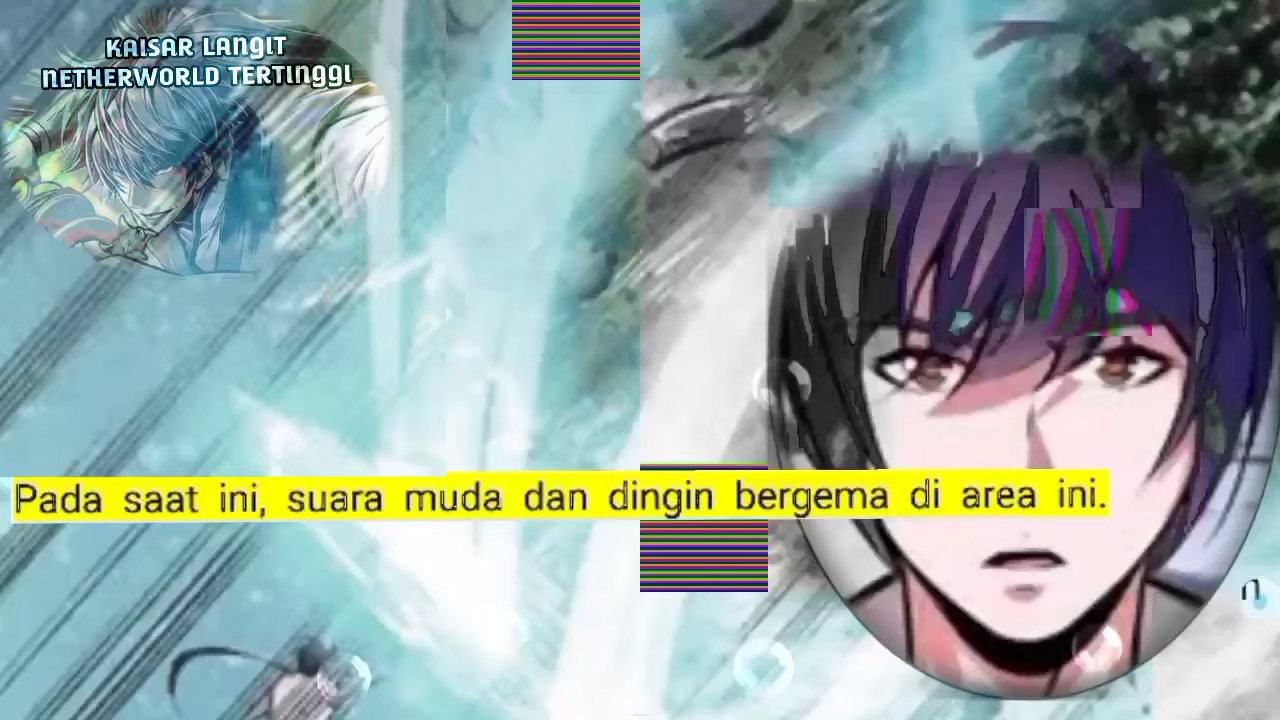 KAISAR LANGIT
NETHERWORLD TERTINGGI
Pada saat ini, suara muda dan dingin bergema di area ini.
n